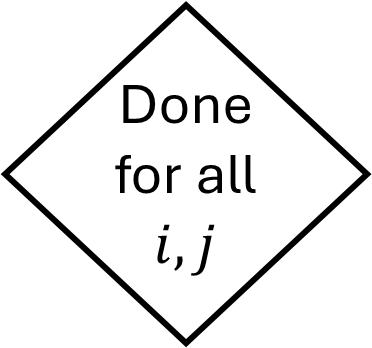 Done
for all
i, j